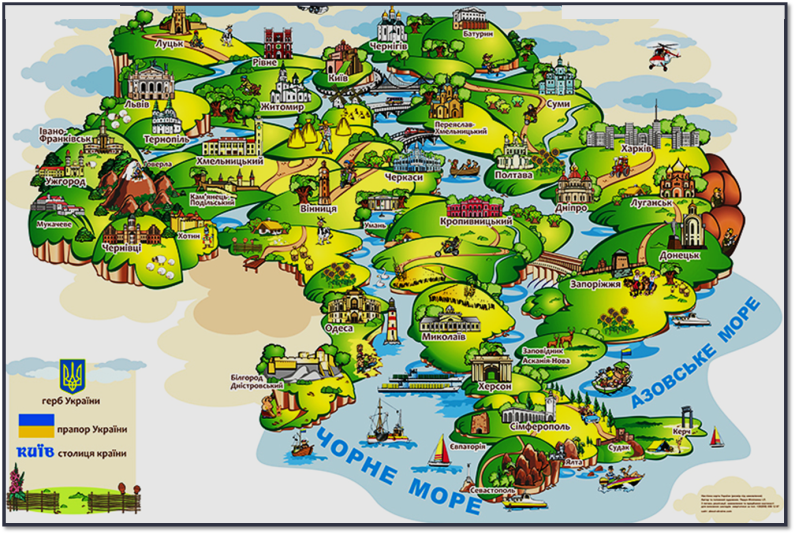 Луцьк
Рівне
Київ
Чернігів
Батурин
Львів
Житомир
Переяслав-
Хмельницький
Суми
Івано-
Франківськ
Тернопіль
Хмельницький
Харків
Ужгород
Говерла
Черкаси
Полтава
Кам'янець-
Подільський
Вінниця
Умань
Кропивницький
Дніпро
Луганськ
Мукачеве
Чернівці
Хотин
Донецьк
Запоріжжя
Одеса
Миколаїв
Заповідник
Асканія-Нова
АЗОВСЬКЕ МОРЕ
Білгород
Дністровський
Херсон
Сімферополь
Керч
Євпаторія
Ялта
Судак
Севастополь
ЧОРНЕ МОРЕ
герб України
прапор України
КИЇВ столиця країни